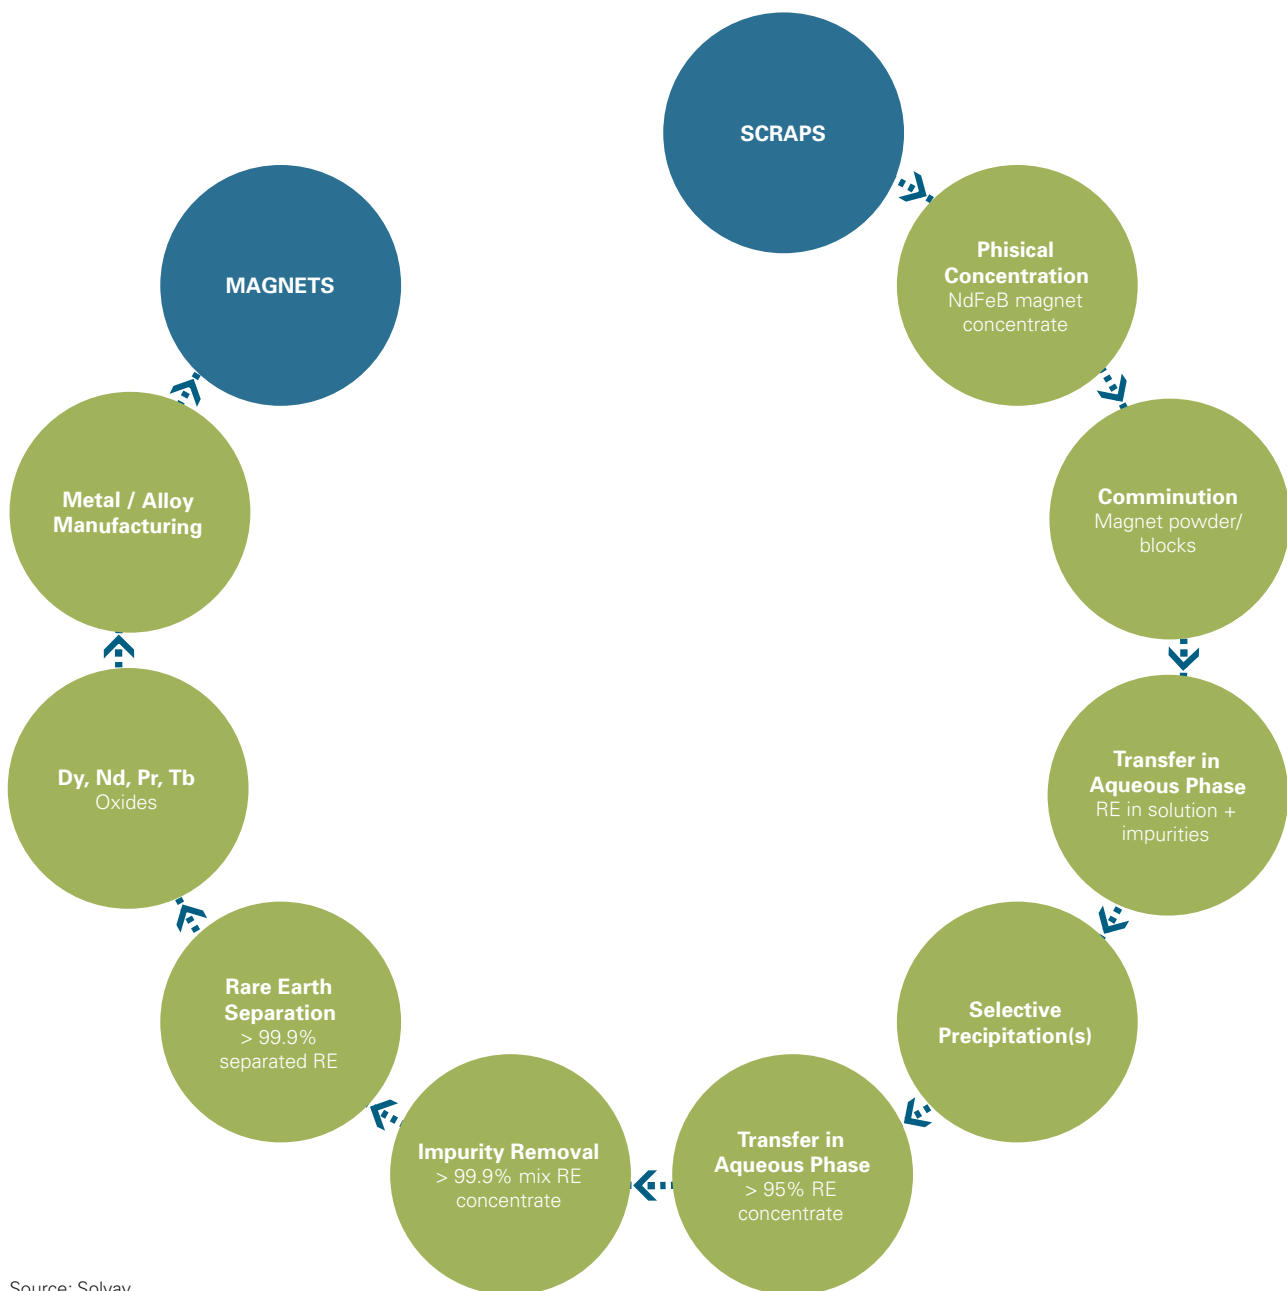 SCRAPS
Phisical
Concentration
NdFeB magnet
concentrate
Comminution
Magnet powder/
blocks
Transfer in
Aqueous Phase
RE in solution +
impurities
Selective
Precipitation(s)
Transfer in
Aqueous Phase
> 95% RE
concentrate
Impurity Removal
> 99.9% mix RE
concentrate
Rare Earth
Separation
> 99.9%
separated RE
Dy, Nd, Pr, Tb
Oxides
Metal / Alloy
Manufacturing
MAGNETS
Source: Solvay